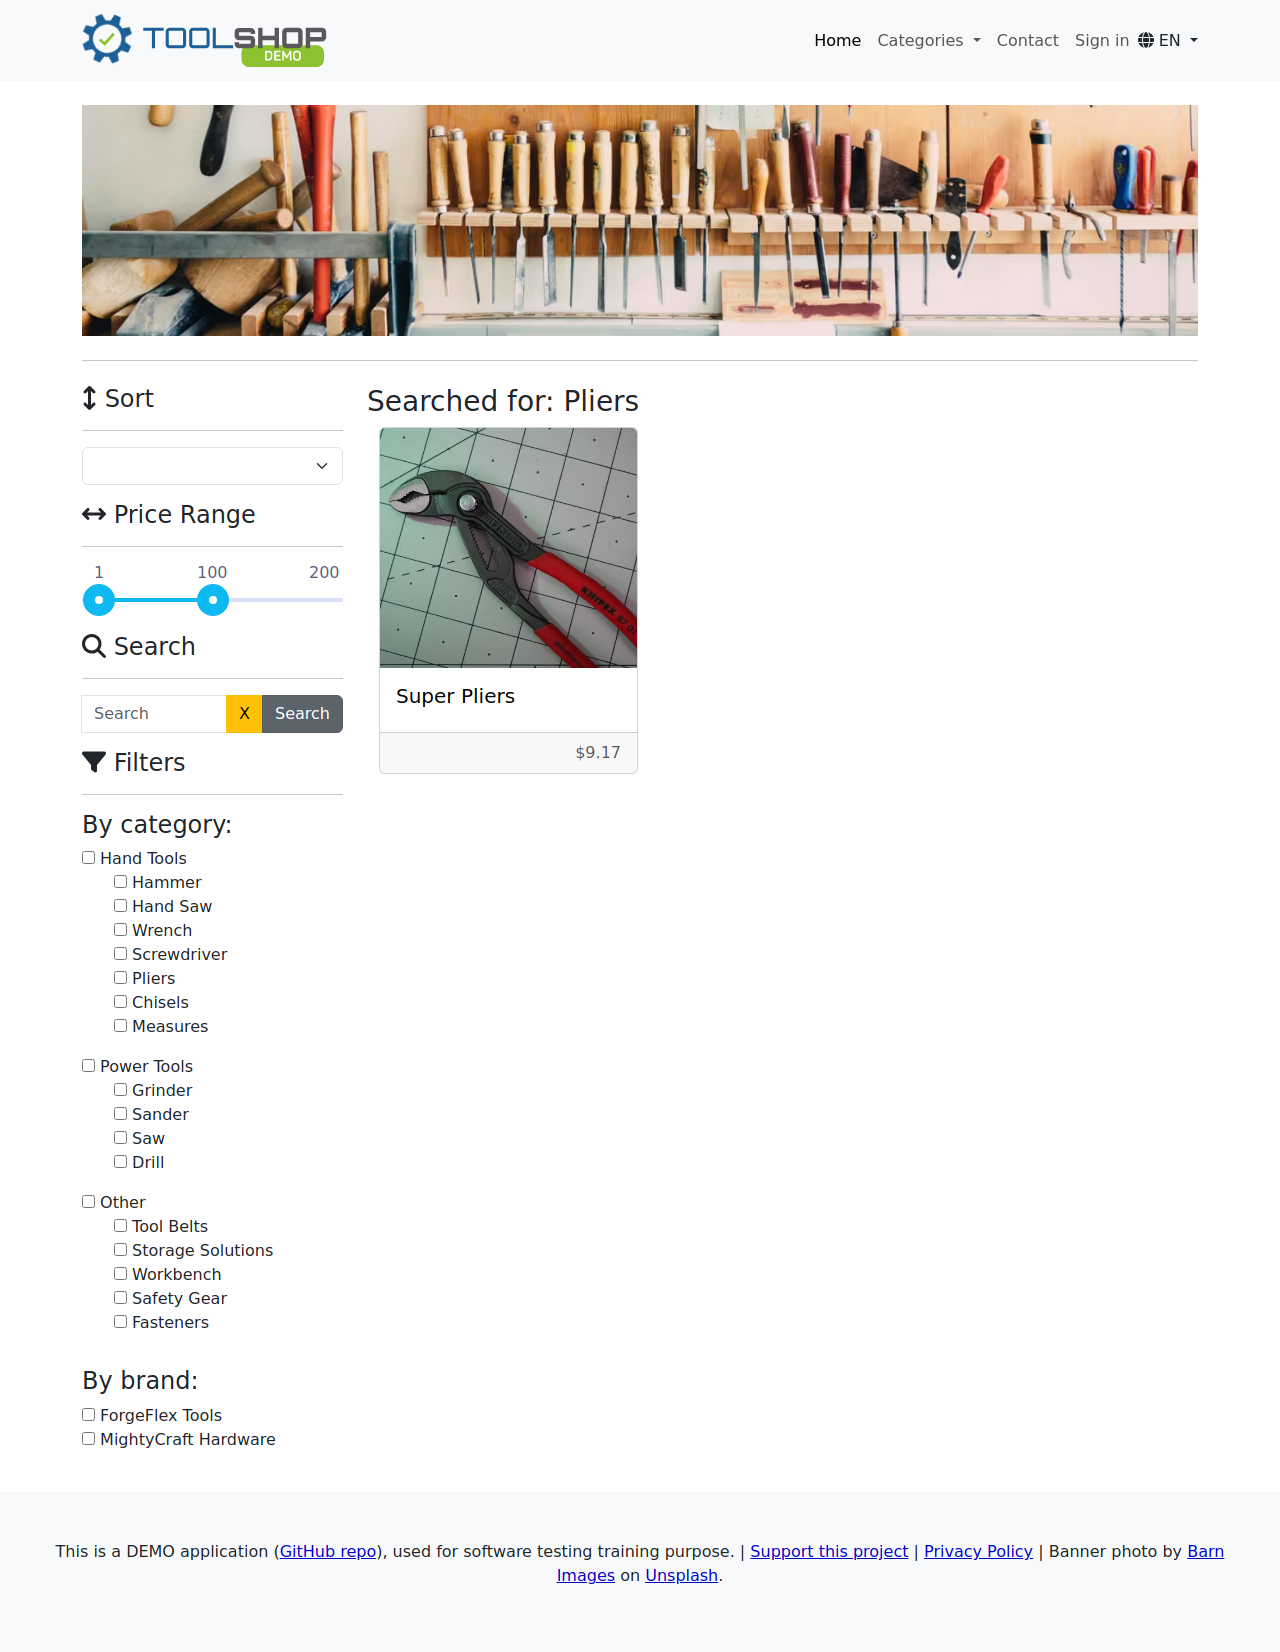 TOOLSHOP
DEMO
Home Categories Contact Sign in EN
Sort
Price Range
1 100 200
Search
Search X Search
Filters
By category:
Hand Tools
Hammer
Hand Saw
Wrench
Screwdriver
Pliers
Chisels
Measures
Power Tools
Grinder
Sander
Saw
Drill
Other
Tool Belts
Storage Solutions
Workbench
Safety Gear
Fasteners
By brand:
ForgeFlex Tools
MightyCraft Hardware
Searched for: Pliers
KNIPEX
Super Pliers
$9.17
This is a DEMO application (GitHub repo), used for software testing training purpose. | Support this project | Privacy Policy | Banner photo by Barn
Images on Unsplash.